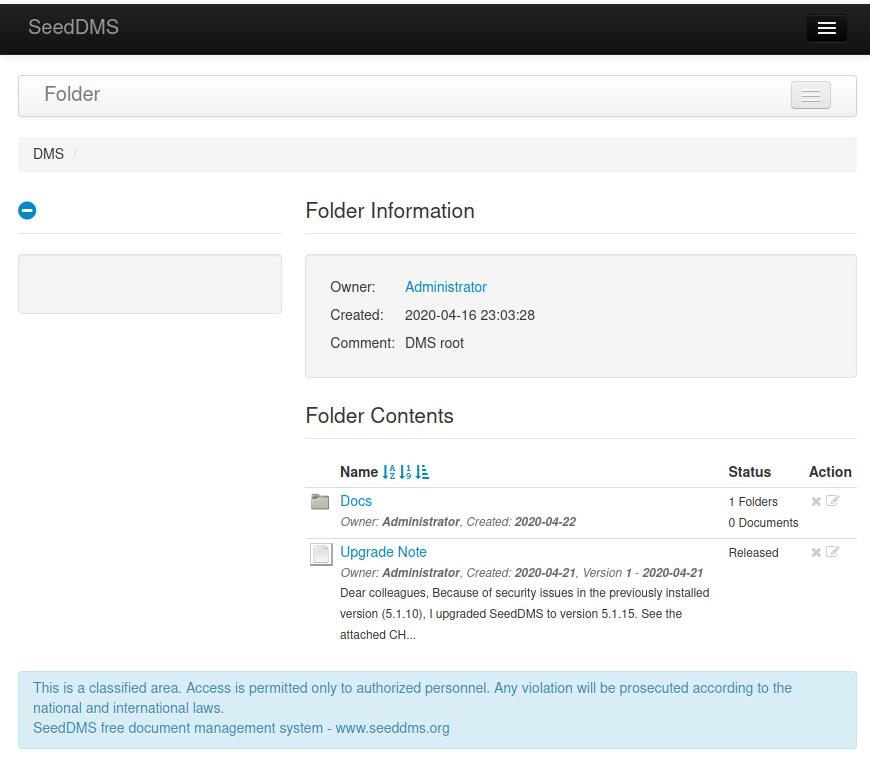 SeedDMS
Folder
DMS /
Folder Information
Owner: Administrator
Created: 2020-04-16 23:03:28
Comment: DMS root
Folder Contents
Name Status Action
Docs 1 Folders
Owner: Administrator, Created: 2020-04-22 0 Documents
Upgrade Note Released
Owner: Administrator, Created: 2020-04-21, Version 1 - 2020-04-21
Dear colleagues, Because of security issues in the previously installed
version (5.1.10), I upgraded SeedDMS to version 5.1.15. See the
attached CH...
This is a classified area. Access is permitted only to authorized personnel. Any violation will be prosecuted according to the
national and international laws.
SeedDMS free document management system - www.seeddms.org